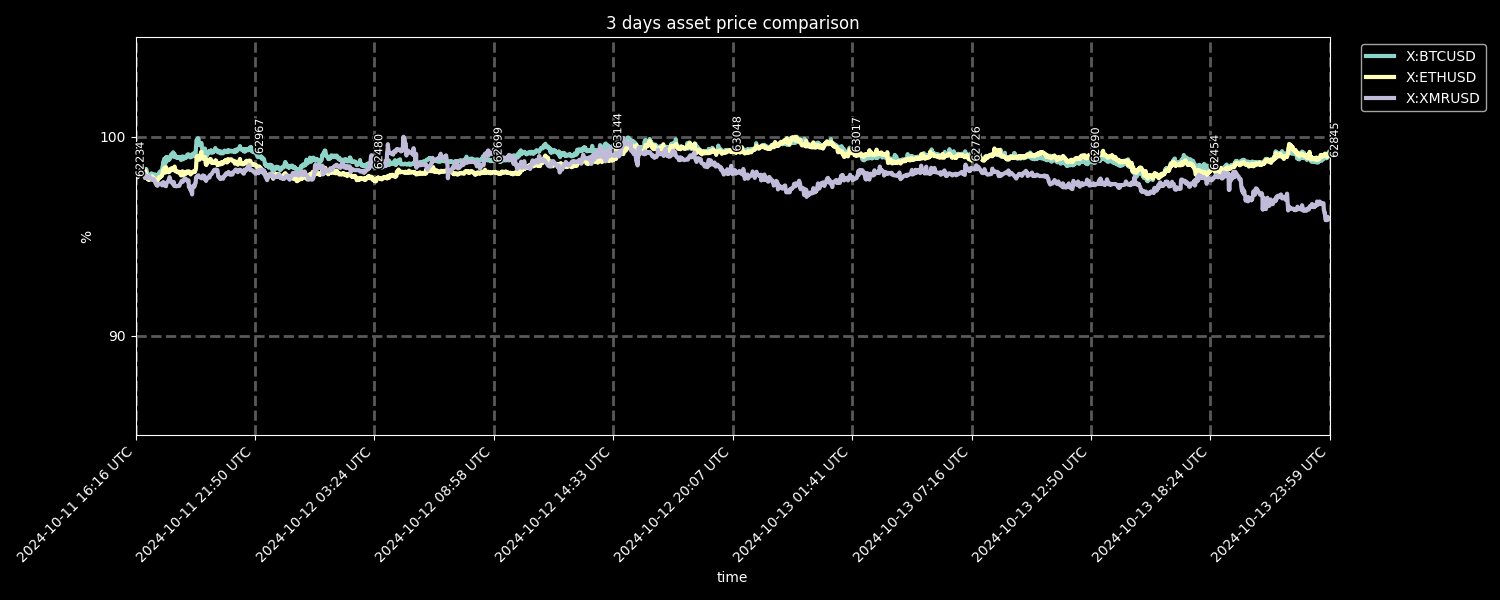 3 days asset price comparison
X:BTCUSD
X:ETHUSD
X:XMRUSD
100
90
%
62234
62967
62480
62699
63144
63048
63017
62726
62690
62454
62845
2024-10-11 16:16 UTC
2024-10-11 21:50 UTC
2024-10-12 03:24 UTC
2024-10-12 08:58 UTC
2024-10-12 14:33 UTC
2024-10-12 20:07 UTC
2024-10-13 01:41 UTC
2024-10-13 07:16 UTC
2024-10-13 12:50 UTC
2024-10-13 18:24 UTC
2024-10-13 23:59 UTC
time